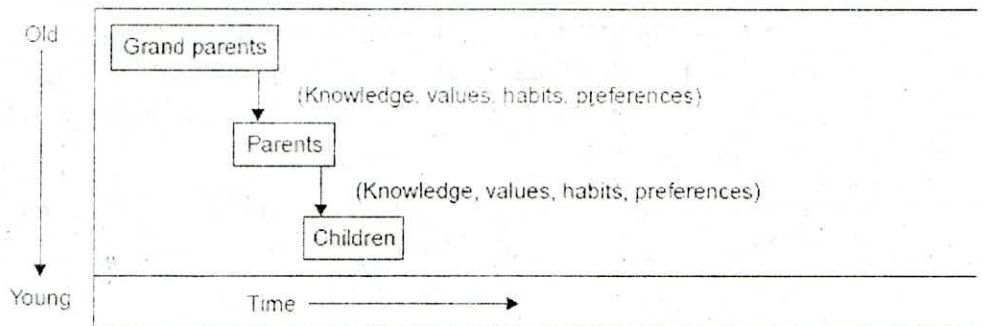 Old
Grand parents
(Knowledge, values, habits, preferences)
Parents
(Knowledge, values, habits, preferences)
Children
Young
Time